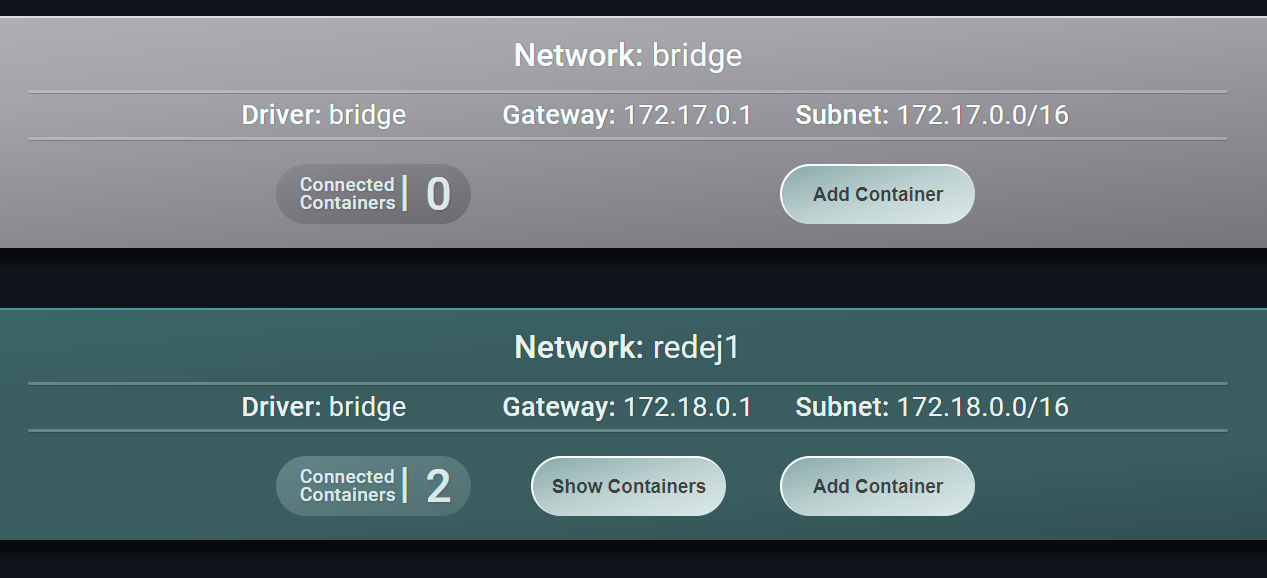 Network: bridge
Driver: bridge Gateway: 172.17.0.1 Subnet: 172.17.0.0/16
Connected
Containers
0
Add Container
Network: redej1
Driver: bridge Gateway: 172.18.0.1 Subnet: 172.18.0.0/16
Connected
Containers
2
Show Containers
Add Container